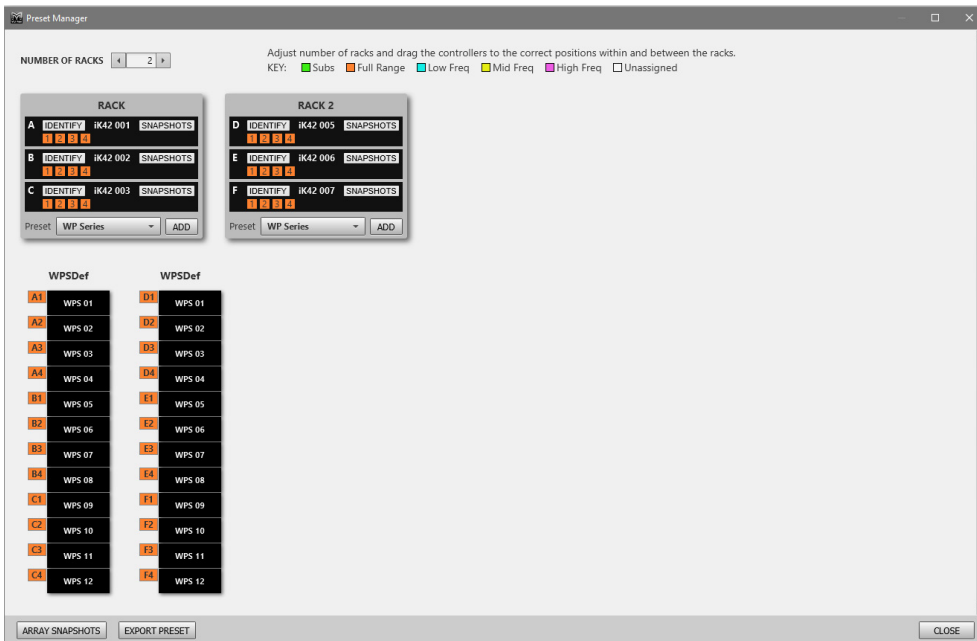 Preset Manager
NUMBER OF RACKS 2
Adjust number of racks and drag the controllers to the correct positions within and between the racks.
KEY: Subs Full Range Low Freq Mid Freq High Freq Unassigned
RACK
A IDENTIFY iK42 001 SNAPSHOTS
1 2 3 4
B IDENTIFY iK42 002 SNAPSHOTS
1 2 3 4
C IDENTIFY iK42 003 SNAPSHOTS
1 2 3 4
Preset WP Series ADD
RACK 2
D IDENTIFY iK42 005 SNAPSHOTS
1 2 3 4
E IDENTIFY iK42 006 SNAPSHOTS
1 2 3 4
F IDENTIFY iK42 007 SNAPSHOTS
1 2 3 4
Preset WP Series ADD
WPSDef
A1 WPS 01
A2 WPS 02
A3 WPS 03
A4 WPS 04
B1 WPS 05
B2 WPS 06
B3 WPS 07
B4 WPS 08
C1 WPS 09
C2 WPS 10
C3 WPS 11
C4 WPS 12
WPSDef
D1 WPS 01
D2 WPS 02
D3 WPS 03
D4 WPS 04
E1 WPS 05
E2 WPS 06
E3 WPS 07
E4 WPS 08
F1 WPS 09
F2 WPS 10
F3 WPS 11
F4 WPS 12
ARRAY SNAPSHOTS EXPORT PRESET CLOSE